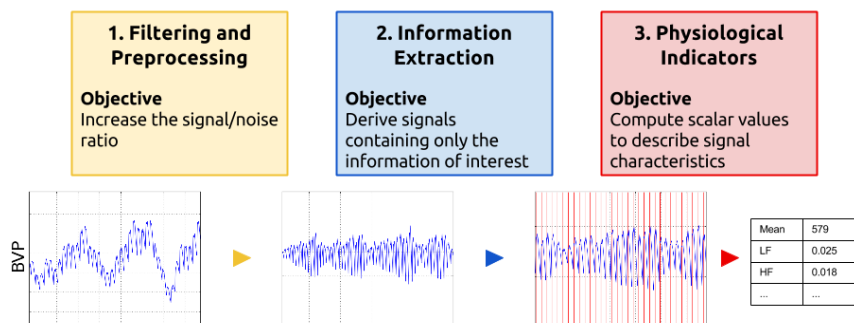 1. Filtering and
Preprocessing
Objective
Increase the signal/noise
ratio
2. Information
Extraction
Objective
Derive signals
containing only the
information of interest
3. Physiological
Indicators
Objective
Compute scalar values
to describe signal
characteristics
BVP
Mean 579
LF 0.025
HF 0.018
... ...